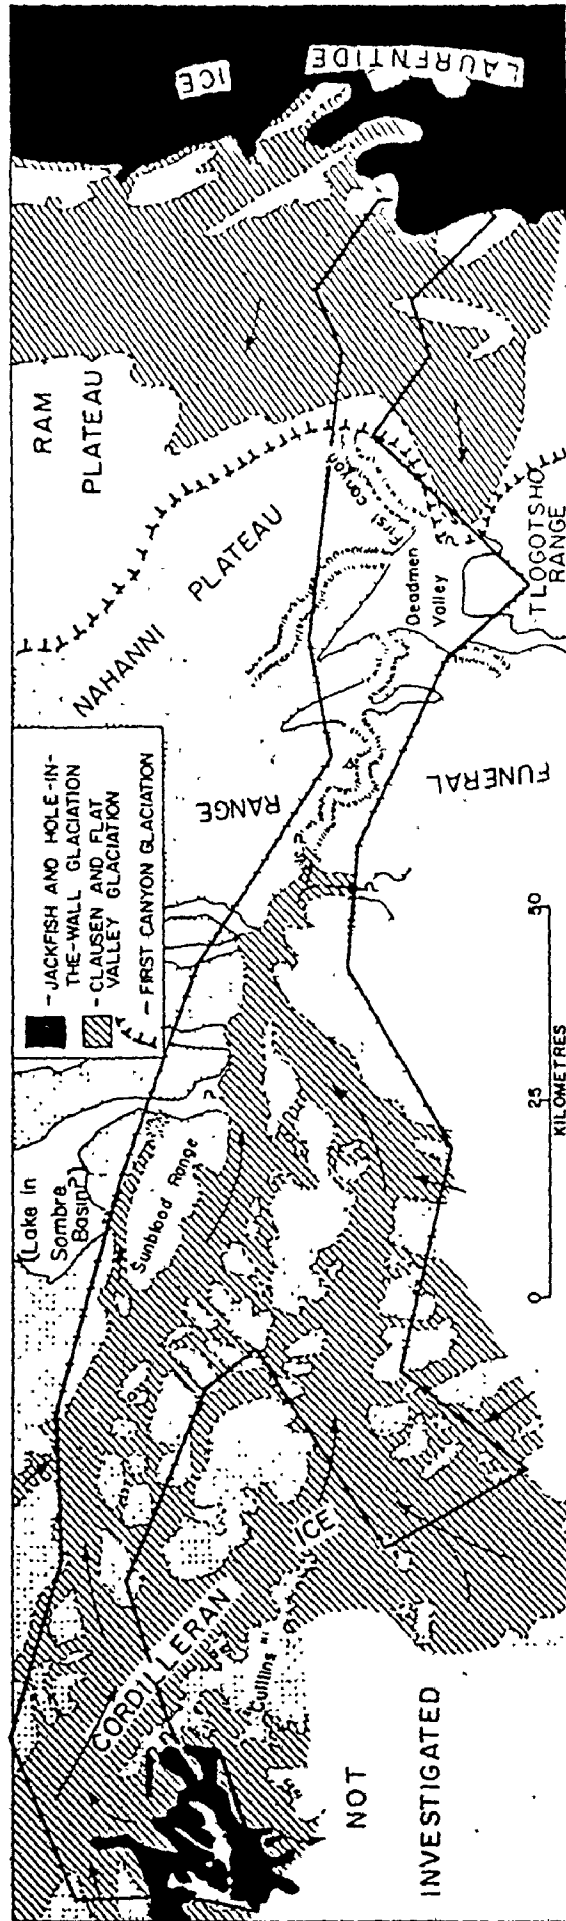 LAURENTIDE
ICE
RAM
PLATEAU
NAHANNI PLATEAU
First Canyon
Deadmen
Valley
TLOGOTSHO
RANGE
FUNERAL
RANGE
- JACKFISH AND HOLE-IN-
THE-WALL GLACIATION
- CLAUSEN AND FLAT
VALLEY GLACIATION
- FIRST CANYON GLACIATION
(Lake in
Sombre
Basin?)
Sunblood Range
?
?
0 25 50
KILOMETRES
CORDILLERAN
ICE
NOT
INVESTIGATED